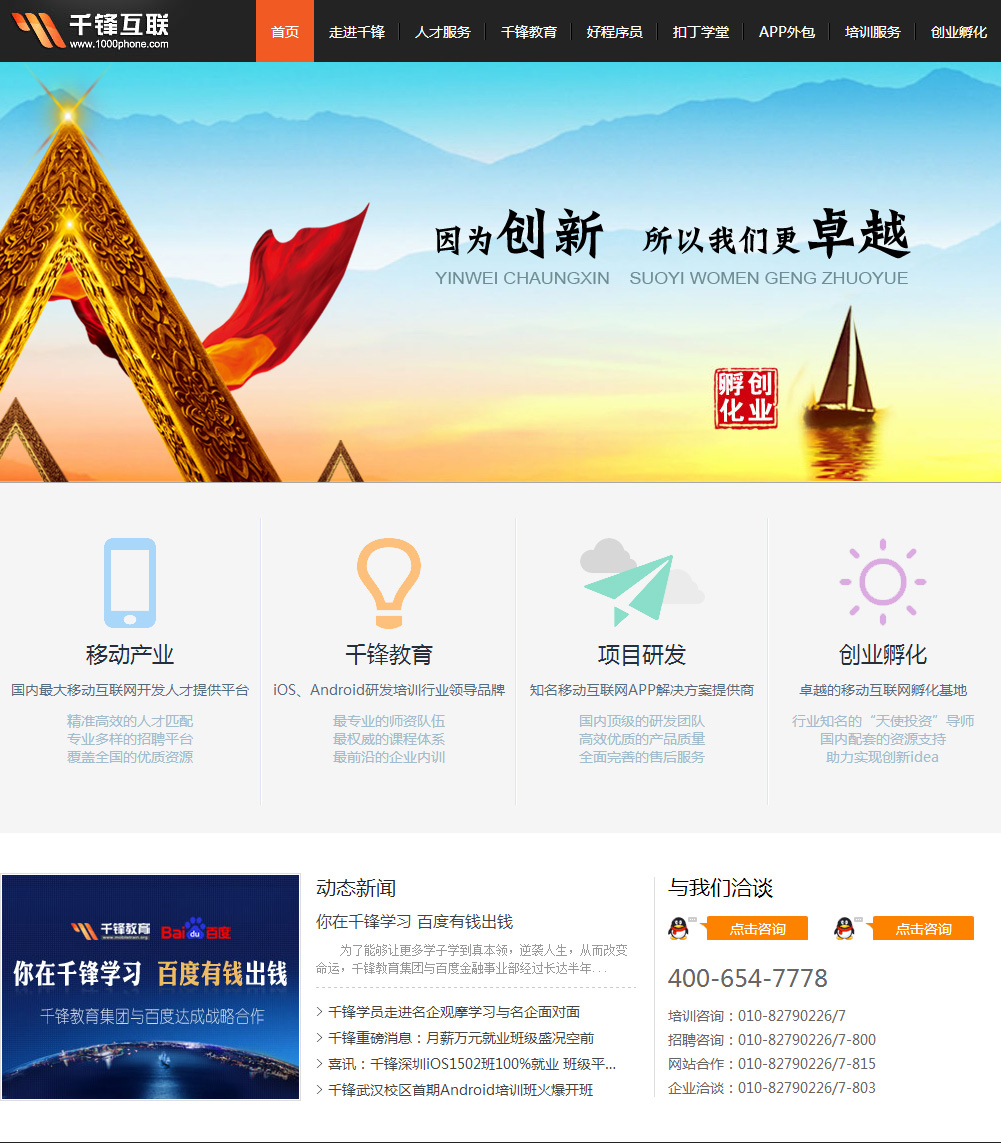 千锋互联
www.1000phone.com
首页 走进千锋 人才服务 千锋教育 好程序员 扣丁学堂 APP外包 培训服务 创业孵化
因为创新 所以我们更卓越
YINWEI CHAUNGXIN SUOYI WOMEN GENG ZHUOYUE
创业
孵化
移动产业
国内最大移动互联网开发人才提供平台
精准高效的人才匹配
专业多样的招聘平台
覆盖全国的优质资源
千锋教育
iOS、Android研发培训行业领导品牌
最专业的师资队伍
最权威的课程体系
最前沿的企业内训
项目研发
知名移动互联网APP解决方案提供商
国内顶级的研发团队
高效优质的产品质量
全面完善的售后服务
创业孵化
卓越的移动互联网孵化基地
行业知名的“天使投资”导师
国内配套的资源支持
助力实现创新idea
千锋教育 Baidu百度
你在千锋学习 百度有钱出钱
千锋教育集团与百度达成战略合作
动态新闻
你在千锋学习 百度有钱出钱
为了能够让更多学子学到真本领，逆袭人生，从而改变
命运，千锋教育集团与百度金融事业部经过长达半年...
> 千锋学员走进名企观摩学习与名企面对面
> 千锋重磅消息：月薪万元就业班级盛况空前
> 喜讯：千锋深圳iOS1502班100%就业 班级平...
> 千锋武汉校区首期Android培训班火爆开班
与我们洽谈
点击咨询 点击咨询
400-654-7778
培训咨询：010-82790226/7
招聘咨询：010-82790226/7-800
网站合作：010-82790226/7-815
企业洽谈：010-82790226/7-803